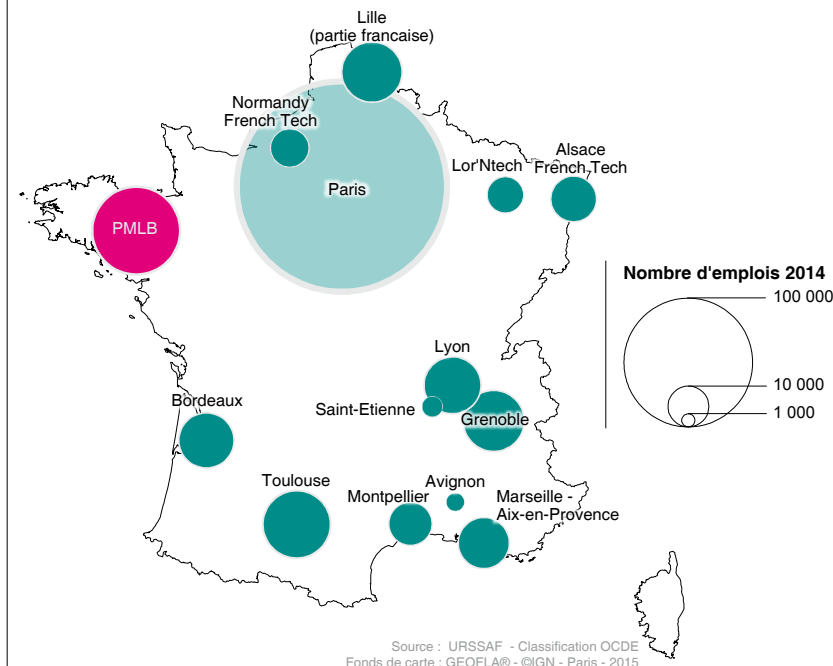 Lille
(partie francaise)
Normandy
French Tech
Paris
Lor'Ntech
Alsace
French Tech
PMLB
Nombre d'emplois 2014
100 000
10 000
1 000
Lyon
Saint-Etienne
Grenoble
Bordeaux
Toulouse
Montpellier
Avignon
Marseille -
Aix-en-Provence
Source : URSSAF - Classification OCDE
Fonds de carte : GEOFLA® - ©IGN - Paris - 2015